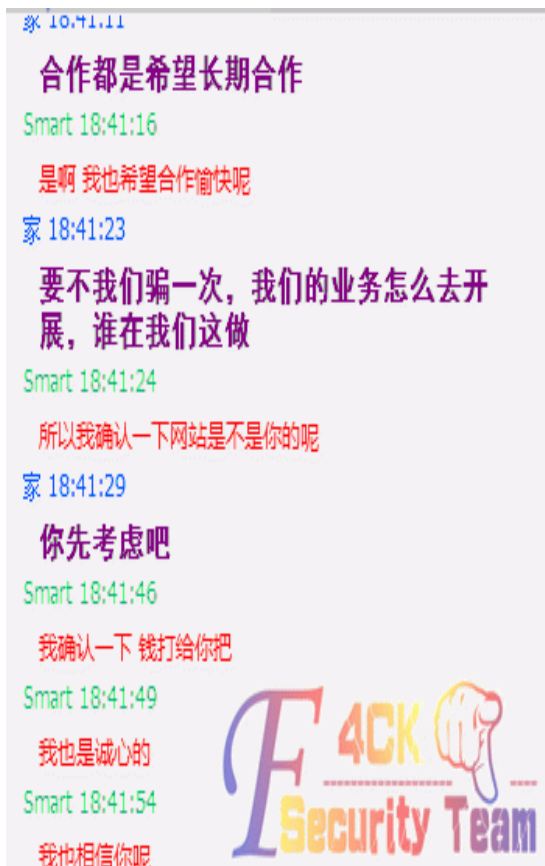 家 18:41:11
合作都是希望长期合作
Smart 18:41:16
是啊 我也希望合作愉快呢
家 18:41:23
要不我们骗一次，我们的业务怎么去开
展，谁在我们这做
Smart 18:41:24
所以我确认一下网站是不是你的呢
家 18:41:29
你先考虑吧
Smart 18:41:46
我确认一下 钱打给你把
Smart 18:41:49
我也是诚心的
Smart 18:41:54
我也相信你呢
F4CK
Security Team